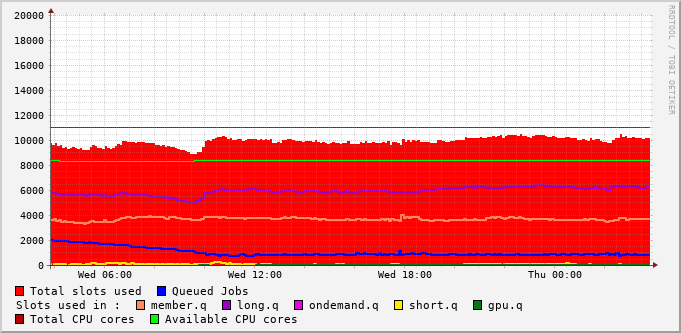 20000
18000
16000
14000
12000
10000
8000
6000
4000
2000
0
Wed 06:00 Wed 12:00 Wed 18:00 Thu 00:00
Total slots used Queued Jobs
Slots used in : member.q long.q ondemand.q short.q gpu.q
Total CPU cores Available CPU cores
RRDTOOL / TOBI OETIKER